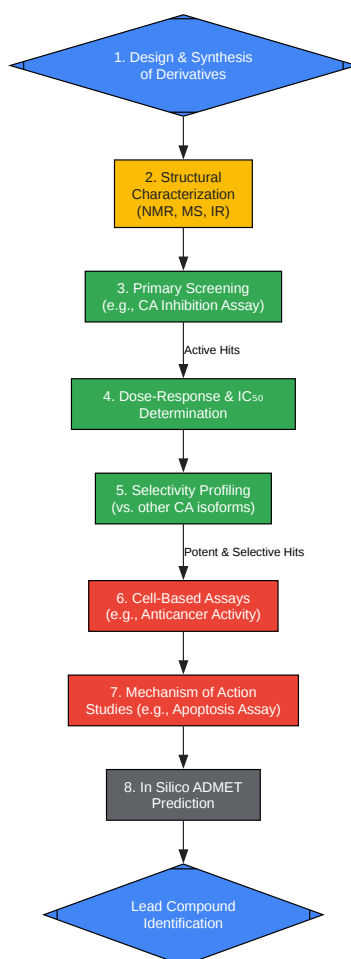 1. Design & Synthesis
of Derivatives
2. Structural
Characterization
(NMR, MS, IR)
3. Primary Screening
(e.g., CA Inhibition Assay)
Active Hits
4. Dose-Response & IC₅₀
Determination
5. Selectivity Profiling
(vs. other CA isoforms)
Potent & Selective Hits
6. Cell-Based Assays
(e.g., Anticancer Activity)
7. Mechanism of Action
Studies (e.g., Apoptosis Assay)
8. In Silico ADMET
Prediction
Lead Compound
Identification